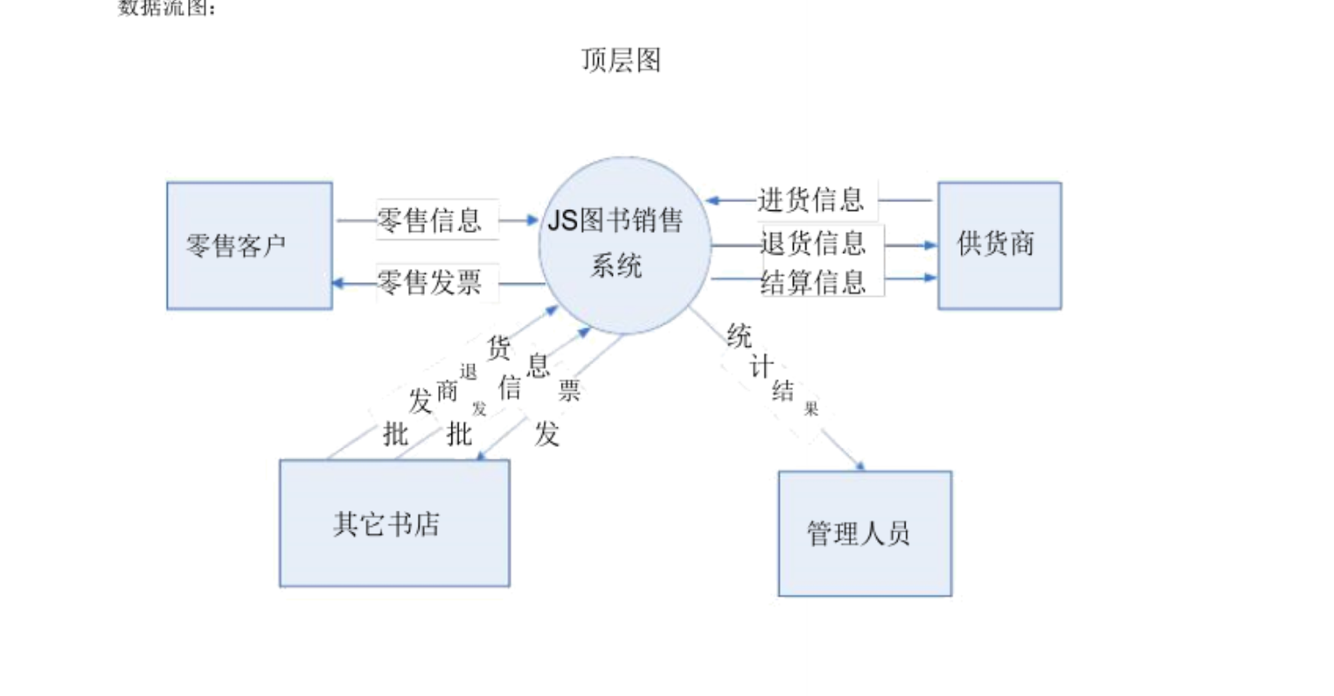 数据流图：
顶层图
零售客户
零售信息
零售发票
JS图书销售
系统
进货信息
退货信息
结算信息
供货商
批发商退货
批发信息
发票
统计结果
其它书店
管理人员